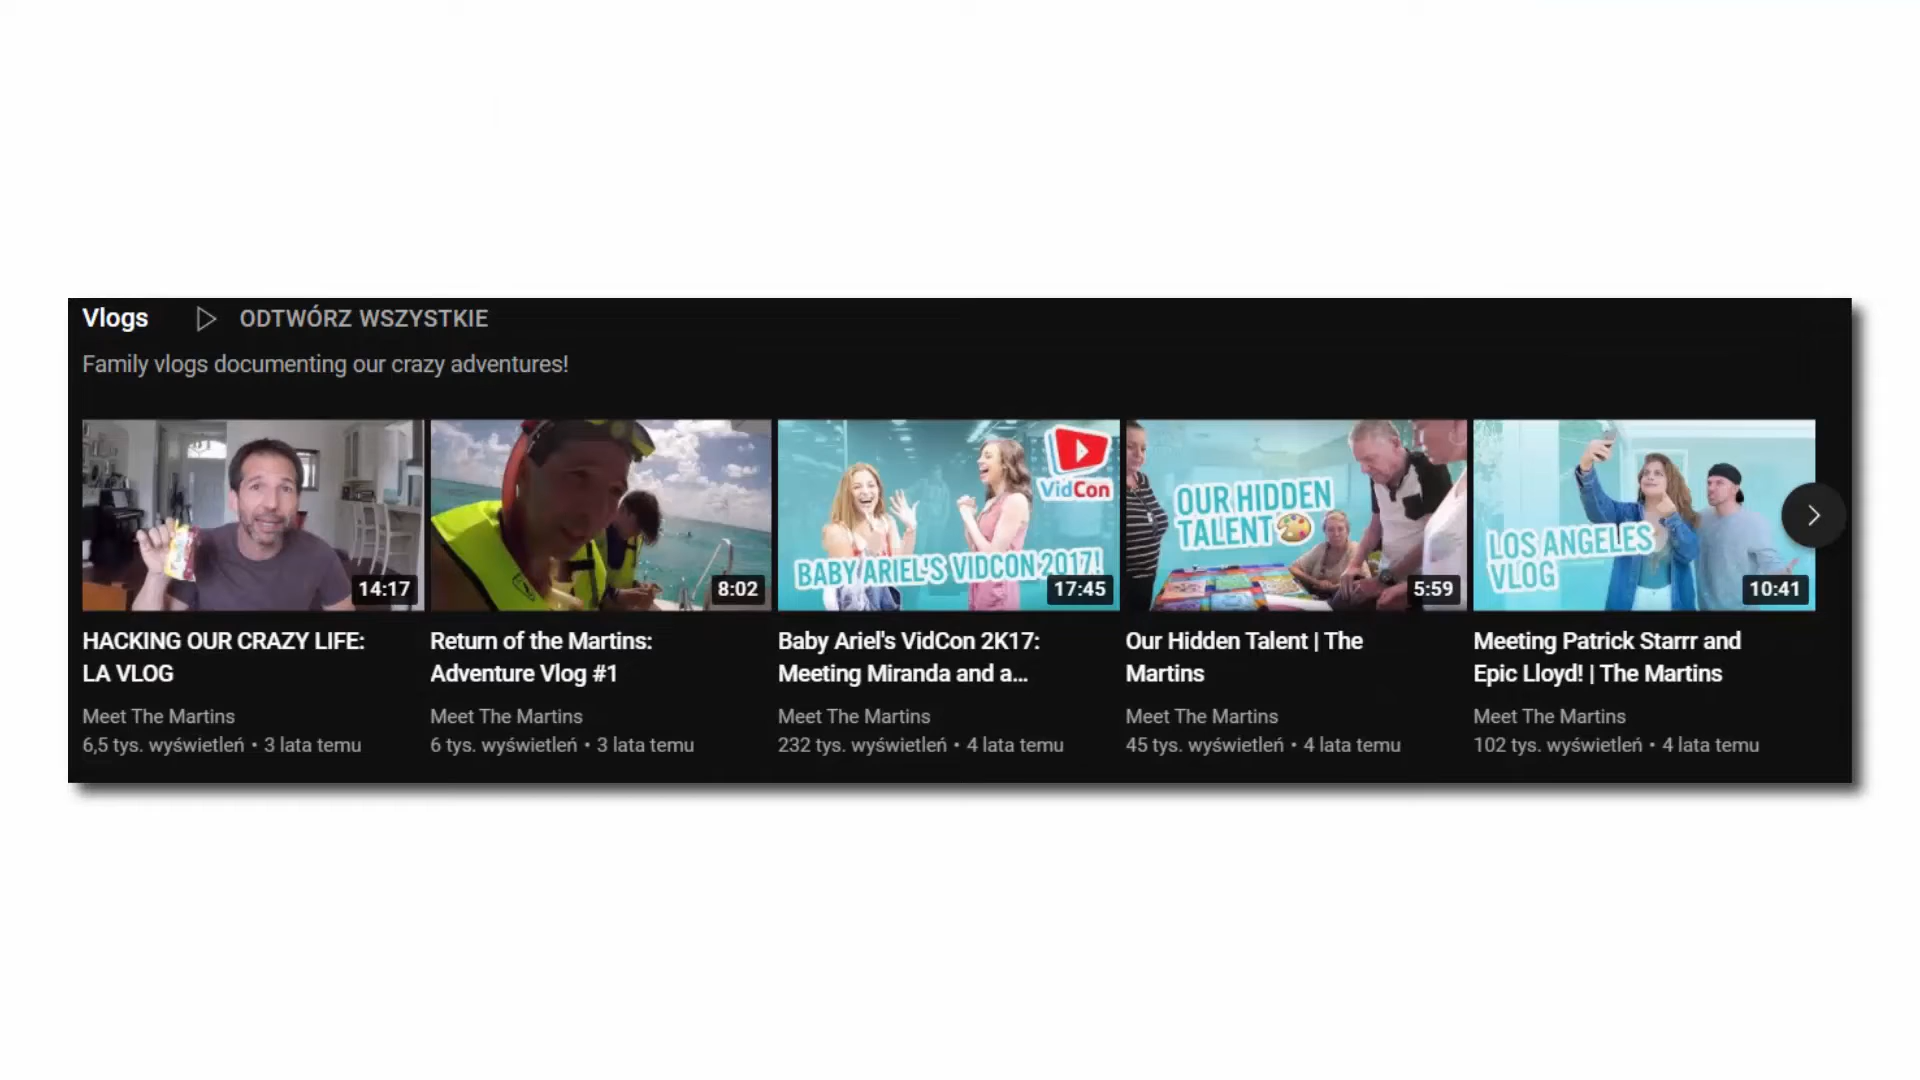 Vlogs ODTWÓRZ WSZYSTKIE
Family vlogs documenting our crazy adventures!
14:17
8:02
VidCon
BABY ARIEL'S VIDCON 2017!
17:45
OUR HIDDEN
TALENT
5:59
LOS ANGELES
VLOG
10:41
HACKING OUR CRAZY LIFE:
LA VLOG
Meet The Martins
6,5 tys. wyświetleń • 3 lata temu
Return of the Martins:
Adventure Vlog #1
Meet The Martins
6 tys. wyświetleń • 3 lata temu
Baby Ariel's VidCon 2K17:
Meeting Miranda and a...
Meet The Martins
232 tys. wyświetleń • 4 lata temu
Our Hidden Talent | The
Martins
Meet The Martins
45 tys. wyświetleń • 4 lata temu
Meeting Patrick Starrr and
Epic Lloyd! | The Martins
Meet The Martins
102 tys. wyświetleń • 4 lata temu